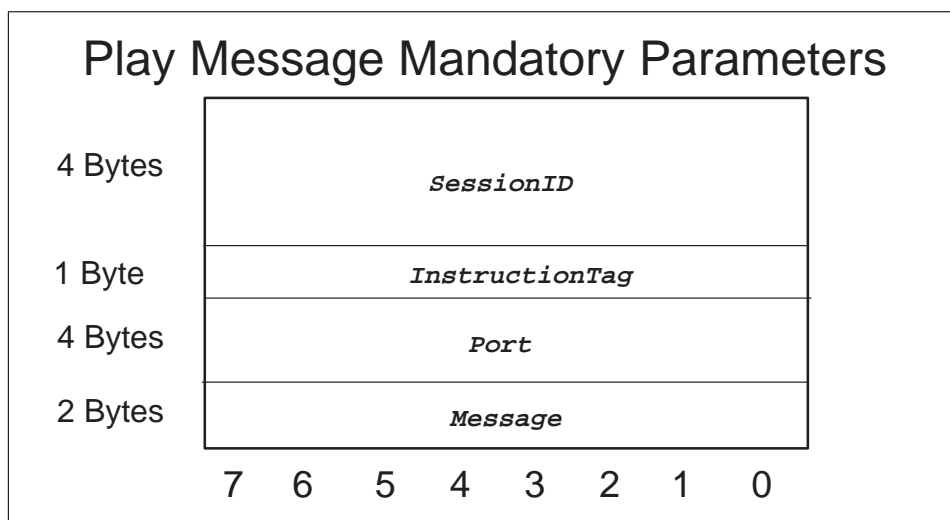 Play Message Mandatory Parameters
4 Bytes SessionID
1 Byte InstructionTag
4 Bytes Port
2 Bytes Message
7 6 5 4 3 2 1 0